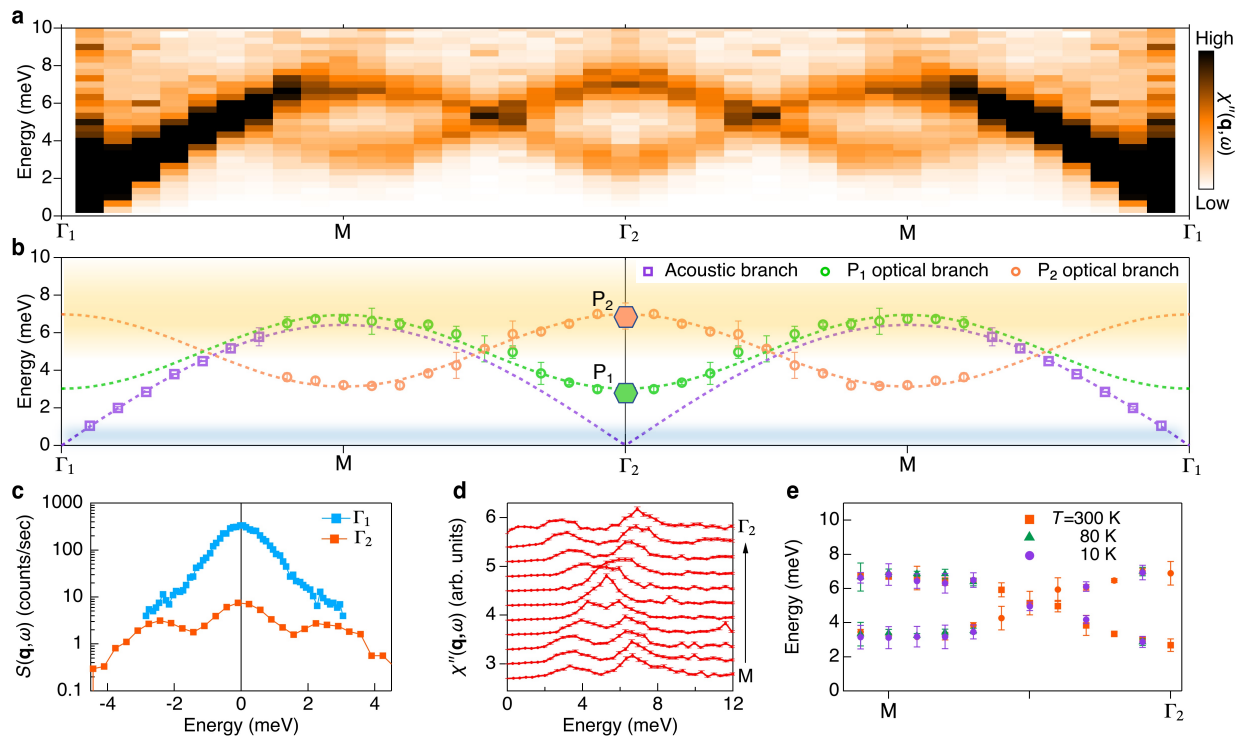 a
10
8
6
4
2
0
Energy (meV)
Γ1
M
Γ2
M
Γ1
High
χ″(q,ω)
Low
b
10
8
6
4
2
0
Energy (meV)
Acoustic branch
P1 optical branch
P2 optical branch
P2
P1
Γ1
M
Γ2
M
Γ1
c
1000
100
10
1
0.1
S(q,ω) (counts/sec)
Γ1
Γ2
-4
-2
0
2
4
Energy (meV)
d
6
5
4
3
χ″(q,ω) (arb. units)
Γ2
M
0
4
8
12
Energy (meV)
e
10
8
6
4
2
0
Energy (meV)
T=300 K
80 K
10 K
M
Γ2